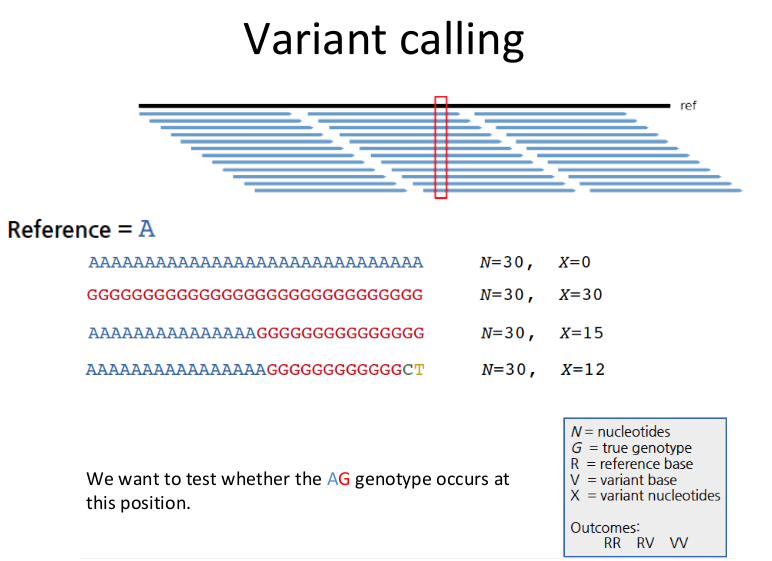 Variant calling
ref
Reference = A
AAAAAAAAAAAAAAAAAAAAAAAAAAAAAA N=30, X=0
GGGGGGGGGGGGGGGGGGGGGGGGGGGGGG N=30, X=30
AAAAAAAAAAAAAAAGGGGGGGGGGGGGGG N=30, X=15
AAAAAAAAAAAAAAAAGGGGGGGGGGGGCT N=30, X=12
We want to test whether the AG genotype occurs at
this position.
N = nucleotides
G = true genotype
R = reference base
V = variant base
X = variant nucleotides
Outcomes:
RR RV VV